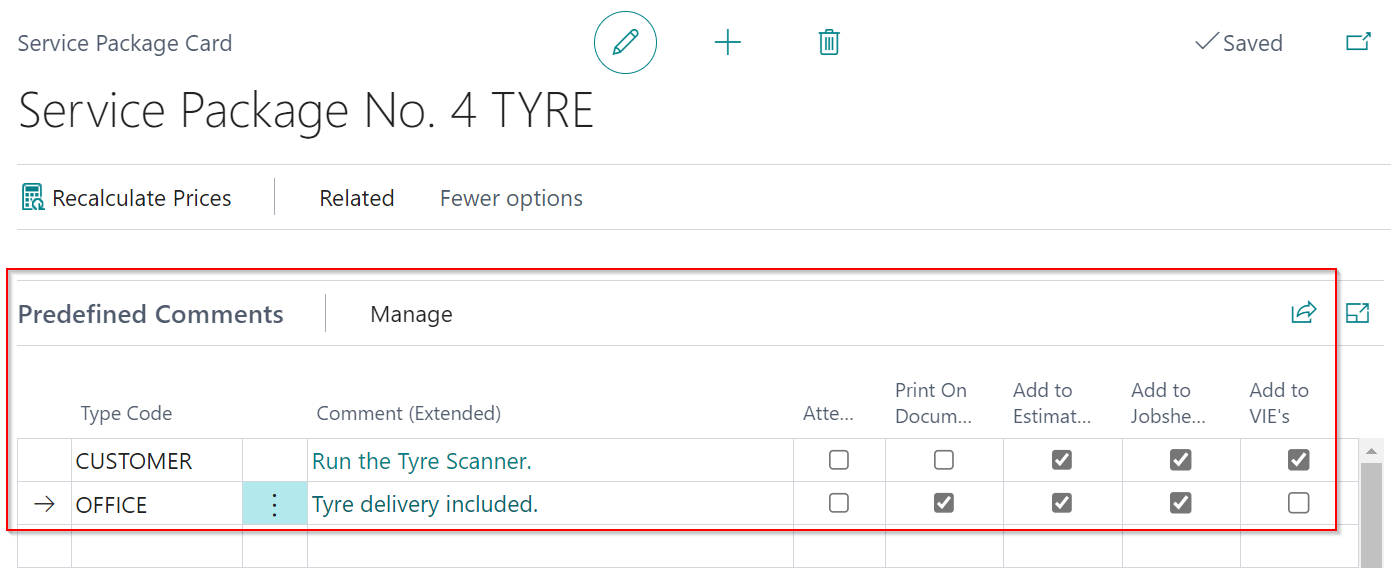 Service Package Card
Saved
Service Package No. 4 TYRE
Recalculate Prices
Related
Fewer options
Predefined Comments
Manage
Type Code
Comment (Extended)
Atte...
Print On
Docum...
Add to
Estimat...
Add to
Jobshe...
Add to
VIE's
CUSTOMER
Run the Tyre Scanner.
OFFICE
Tyre delivery included.